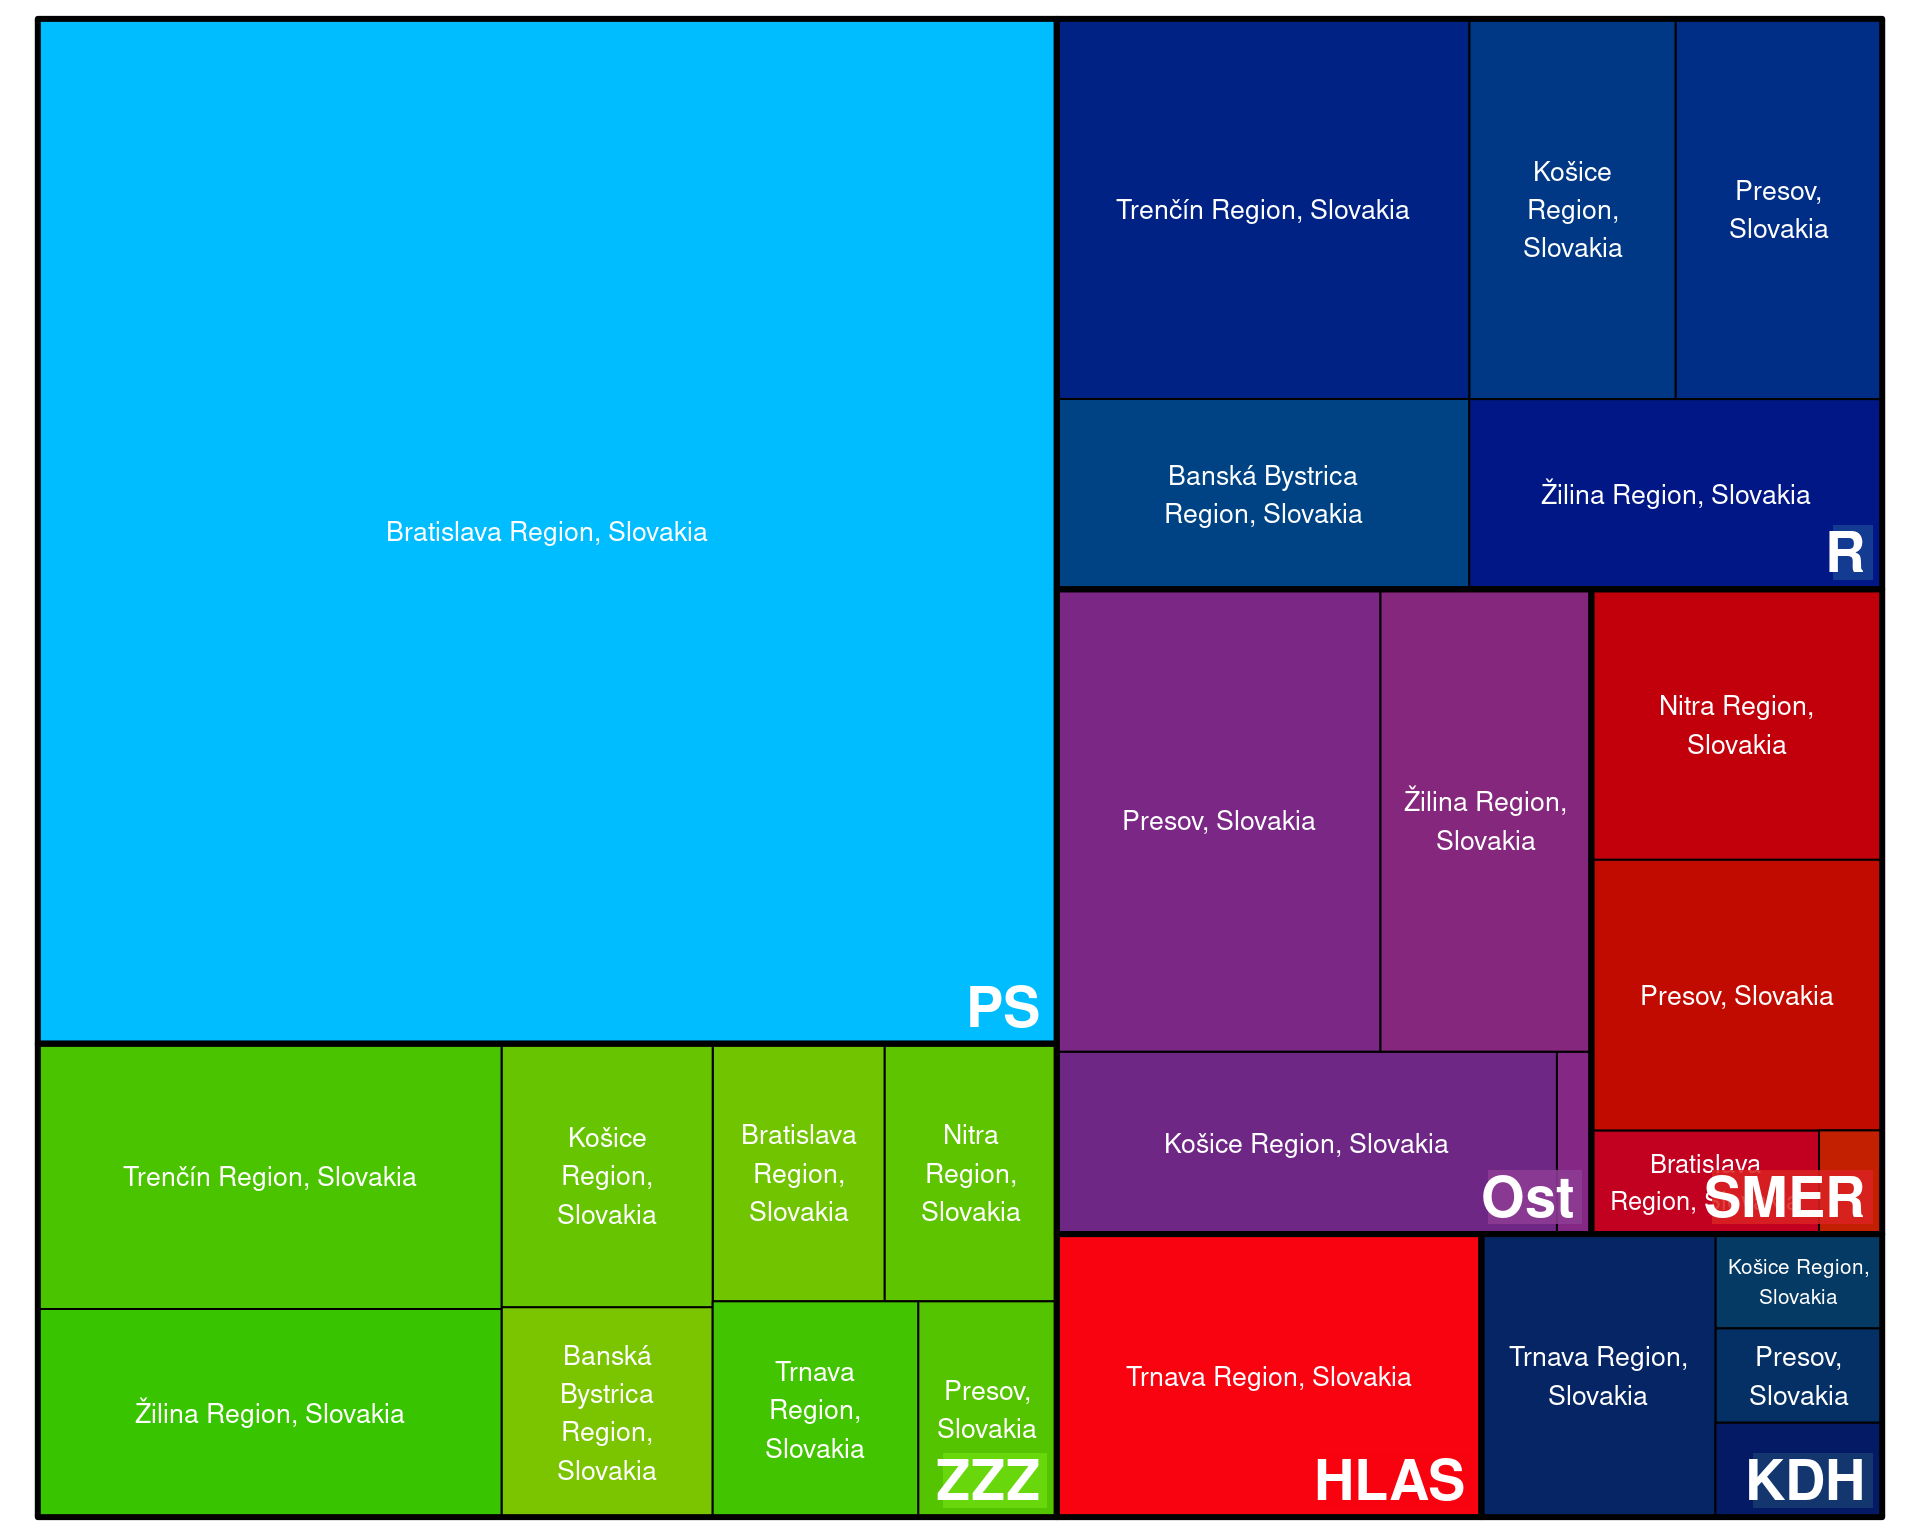 Bratislava Region, Slovakia
PS
Trenčín Region, Slovakia
Košice
Region,
Slovakia
Presov,
Slovakia
Banská Bystrica
Region, Slovakia
Žilina Region, Slovakia
R
Presov, Slovakia
Žilina Region,
Slovakia
Košice Region, Slovakia
Ost
Nitra Region,
Slovakia
Presov, Slovakia
Bratislava
Region,
SMER
Trenčín Region, Slovakia
Košice
Region,
Slovakia
Bratislava
Region,
Slovakia
Nitra
Region,
Slovakia
Žilina Region, Slovakia
Banská
Bystrica
Region,
Slovakia
Trnava
Region,
Slovakia
Presov,
Slovakia
ZZZ
Trnava Region, Slovakia
HLAS
Trnava Region,
Slovakia
Košice Region,
Slovakia
Presov,
Slovakia
KDH